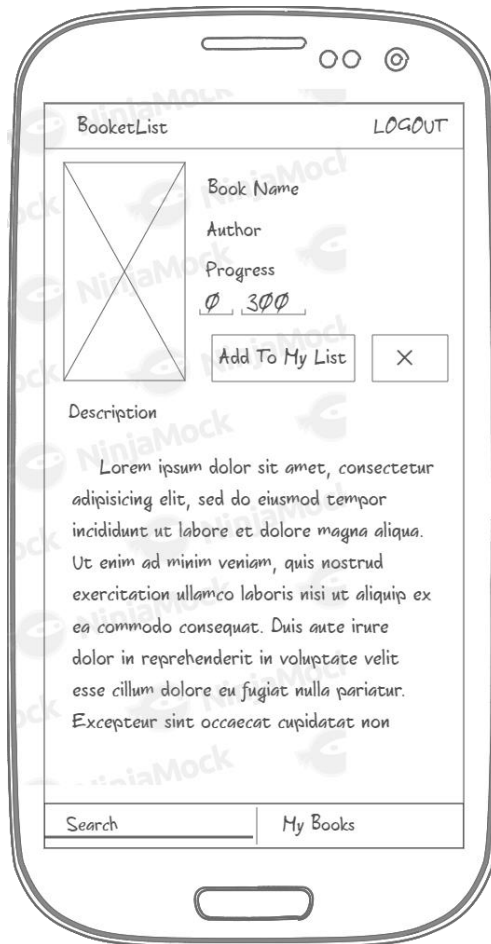 BooketList LOGOUT
Book Name
Author
Progress
0 300
Add To My List X
Description
Lorem ipsum dolor sit amet, consectetur
adipisicing elit, sed do eiusmod tempor
incididunt ut labore et dolore magna aliqua.
Ut enim ad minim veniam, quis nostrud
exercitation ullamco laboris nisi ut aliquip ex
ea commodo consequat. Duis aute irure
dolor in reprehenderit in voluptate velit
esse cillum dolore eu fugiat nulla pariatur.
Excepteur sint occaecat cupidatat non
Search My Books
NinjaMock